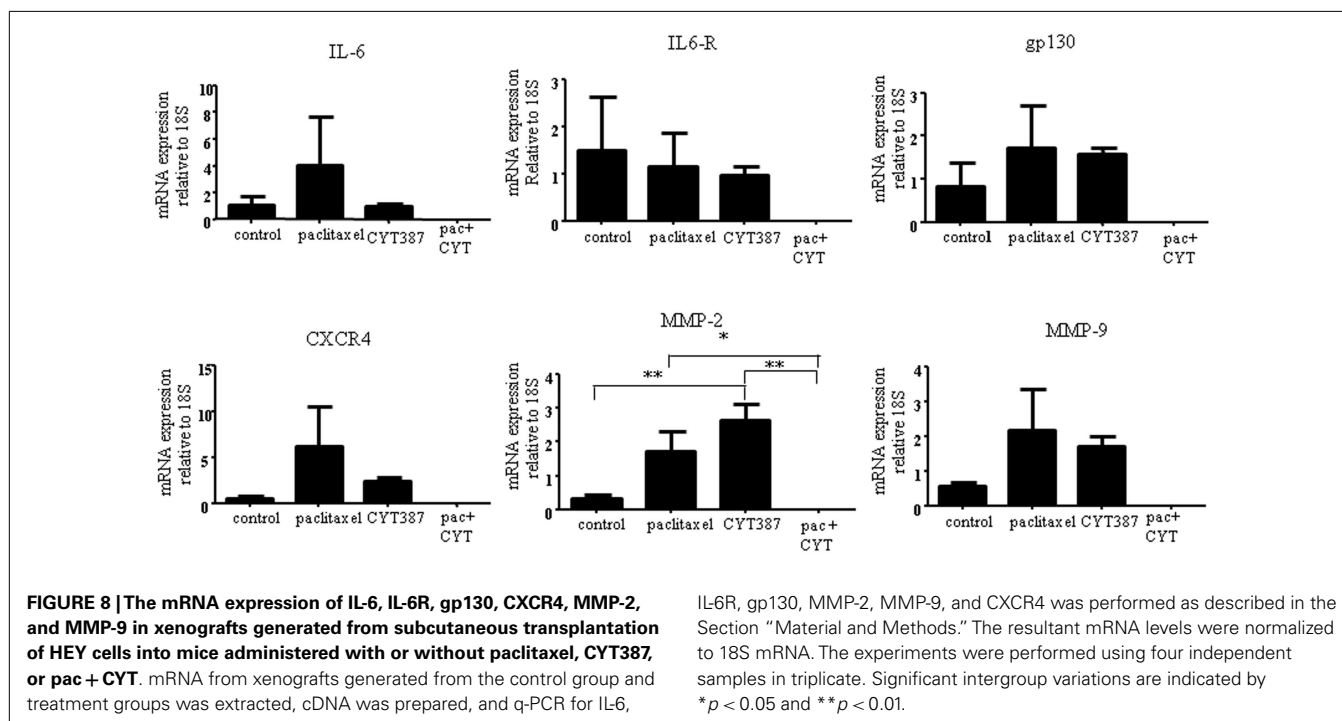 IL-6
mRNA expression
relative to 18S
10
8
6
4
2
0
control paclitaxel CYT387 pac+
CYT
IL6-R
mRNA expression
Relative to 18S
3
2
1
0
control paclitaxel CYT387 pac+
CYT
gp130
mRNA expression
relative to 18S
3
2
1
0
control paclitaxel CYT387 pac+
CYT
CXCR4
mRNA expression
relative to 18S
15
10
5
0
control paclitaxel CYT387 pac+
CYT
MMP-2
*
** **
mRNA expression
relative to 18S
4
3
2
1
0
control paclitaxel CYT387 pac+
CYT
MMP-9
mRNA expression
relative to 18S
4
3
2
1
0
control paclitaxel CYT387 pac+
CYT
FIGURE 8 | The mRNA expression of IL-6, IL-6R, gp130, CXCR4, MMP-2,
and MMP-9 in xenografts generated from subcutaneous transplantation
of HEY cells into mice administered with or without paclitaxel, CYT387,
or pac + CYT. mRNA from xenografts generated from the control group and
treatment groups was extracted, cDNA was prepared, and q-PCR for IL-6,
IL-6R, gp130, MMP-2, MMP-9, and CXCR4 was performed as described in the
Section “Material and Methods.” The resultant mRNA levels were normalized
to 18S mRNA. The experiments were performed using four independent
samples in triplicate. Significant intergroup variations are indicated by
*p < 0.05 and **p < 0.01.